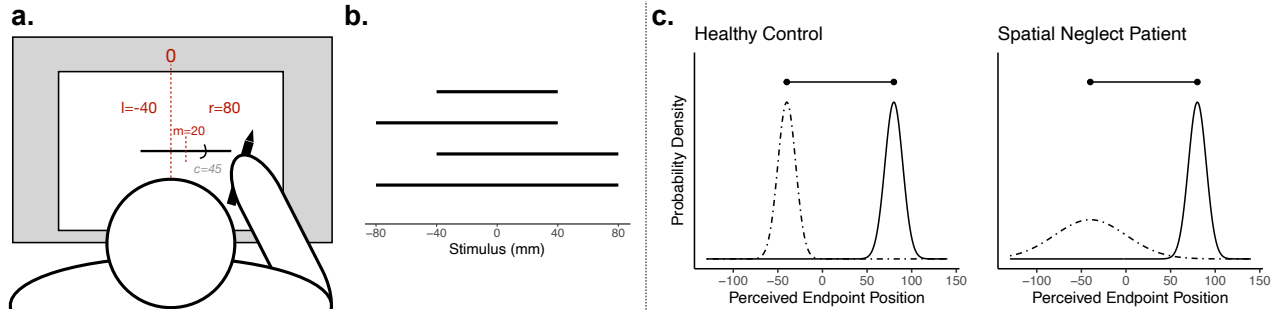 a.
0
l=-40 r=80
m=20
c=45
b.
−80 −40 0 40 80
Stimulus (mm)
c.
Healthy Control
Probability Density
−100 −50 0 50 100 150
Perceived Endpoint Position
Spatial Neglect Patient
−100 −50 0 50 100 150
Perceived Endpoint Position